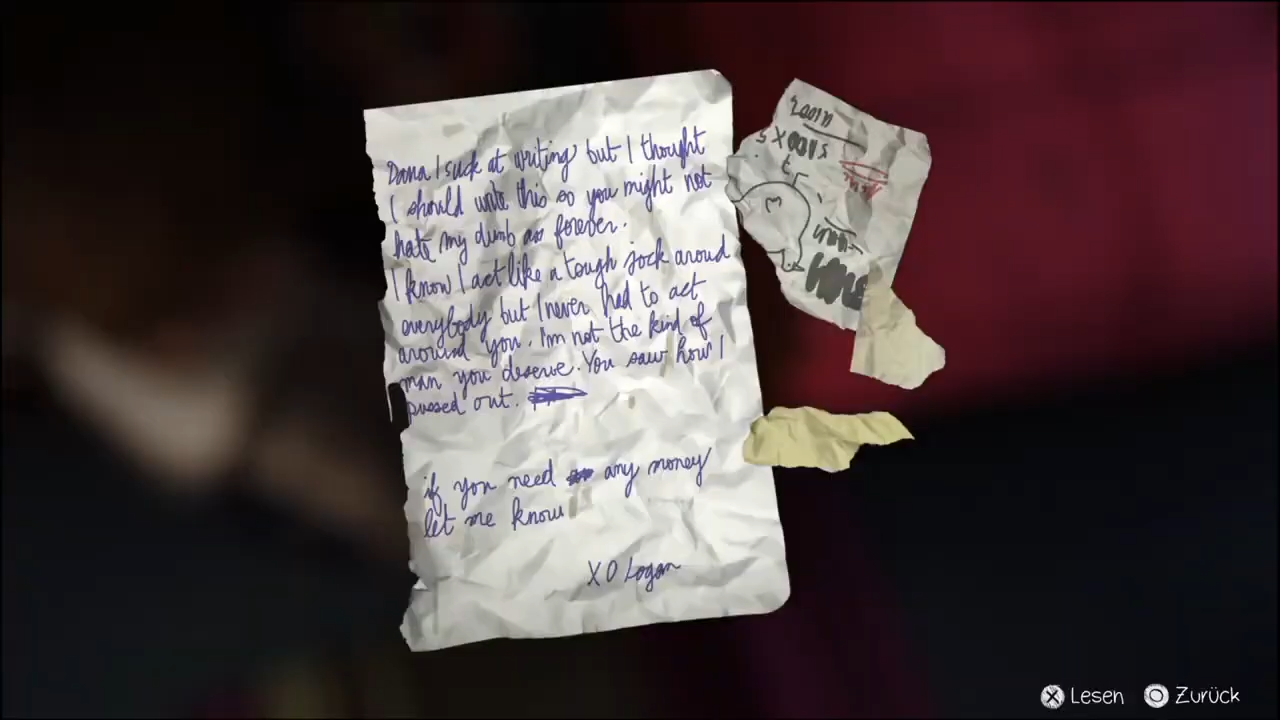 Dana I suck at writing but I thought
I should write this so you might not
hate my dumb ass forever.
I know I act like a tough jock aroud
everybody but I never had to act
around you. I'm not the kind of
man you deserve. You saw how I
pussed out.
if you need any money
let me know
XO Logan
Lesen
Zurück